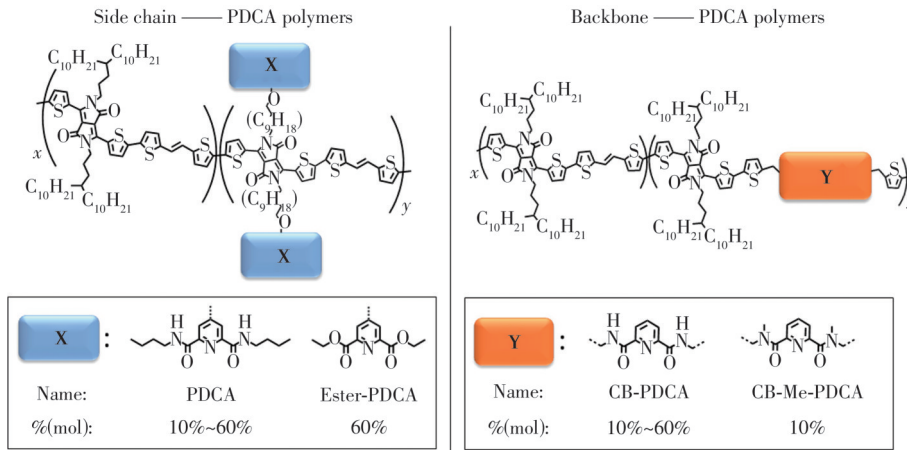 Side chain —— PDCA polymers
X
C₁₀H₂₁ C₁₀H₂₁
O
(C₉H₁₈)
N
O
S
S
S
S
x
O
N
S
S
S
S
O
N
y
(C₉H₁₈)
C₁₀H₂₁
C₁₀H₂₁
O
X
X :
H
N
O
N
O
N
H
O
O
N
O
O
Name: PDCA Ester-PDCA
%(mol): 10%~60% 60%
Backbone —— PDCA polymers
C₁₀H₂₁ C₁₀H₂₁
C₁₀H₂₁ C₁₀H₂₁
N
O
S
S
S
S
x
O
N
N
O
S
S
S
O
N
Y
S
y
C₁₀H₂₁
C₁₀H₂₁
C₁₀H₂₁
C₁₀H₂₁
Y :
H
N
O
N
O
H
N
N
O
N
O
N
Name: CB-PDCA CB-Me-PDCA
%(mol): 10%~60% 10%